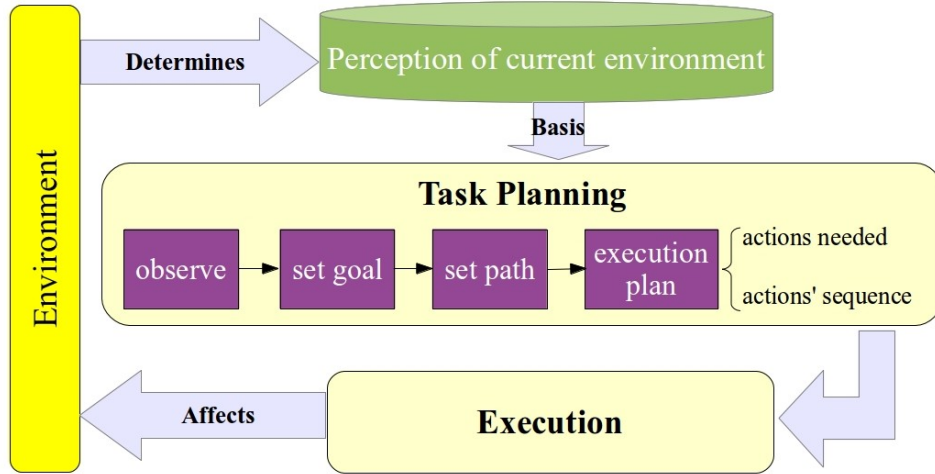 Environment
Determines
Perception of current environment
Basis
Task Planning
observe
set goal
set path
execution
plan
actions needed
actions' sequence
Affects
Execution